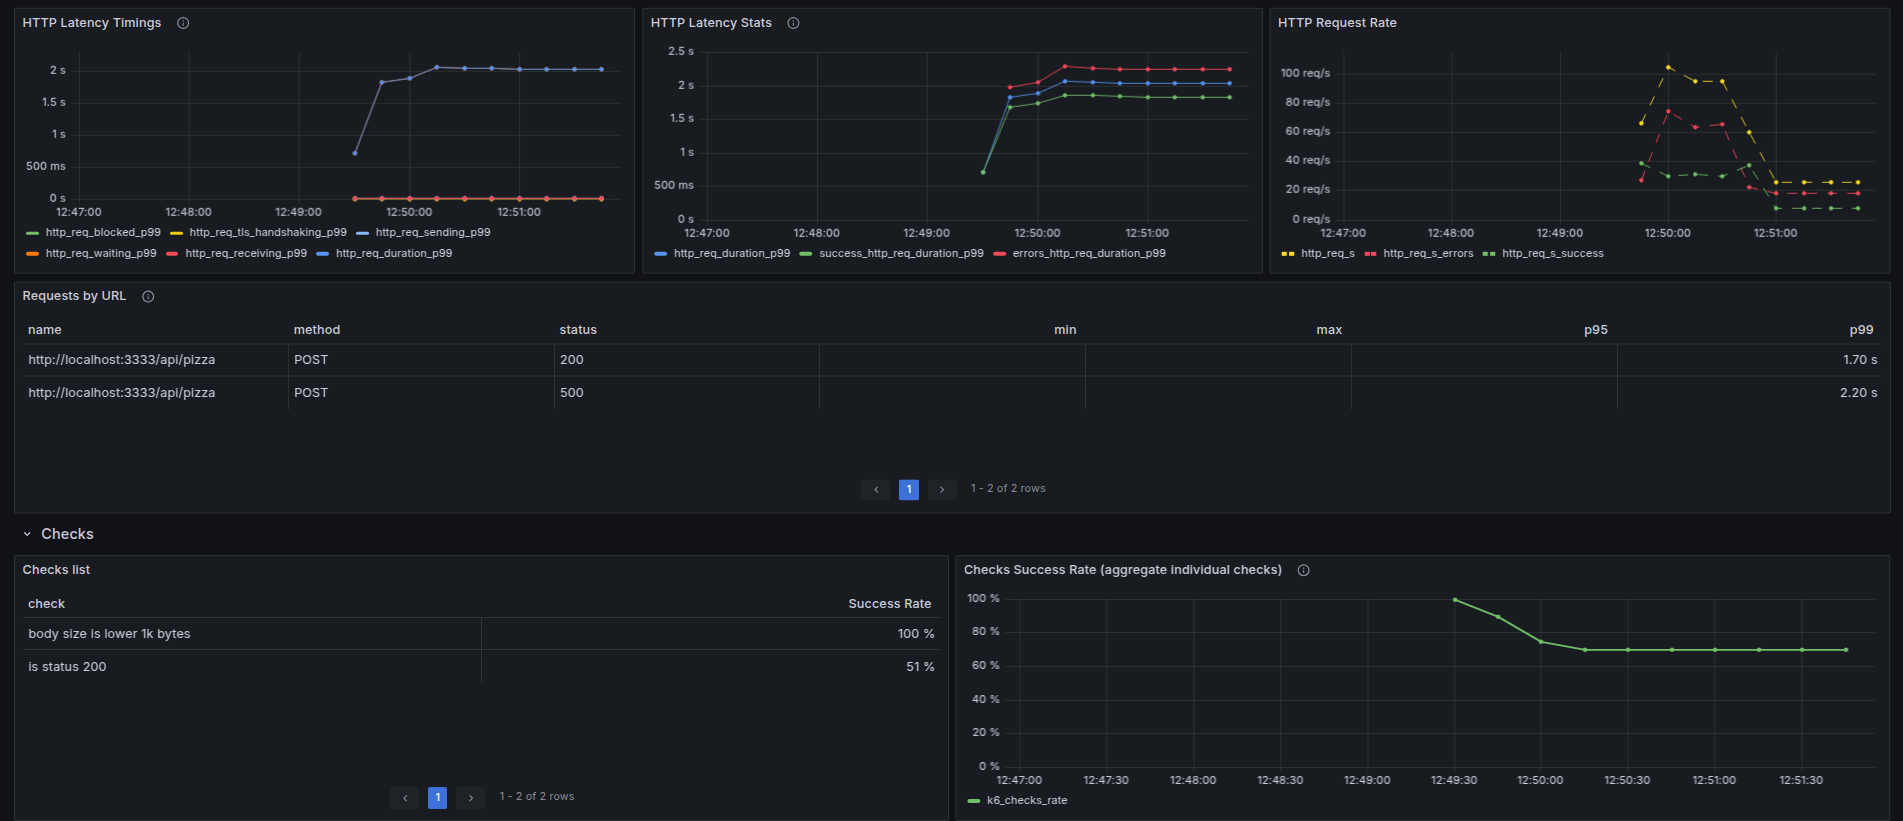 HTTP Latency Timings
2 s
1.5 s
1 s
500 ms
0 s
12:47:00 12:48:00 12:49:00 12:50:00 12:51:00
http_req_blocked_p99 http_req_tls_handshaking_p99 http_req_sending_p99
http_req_waiting_p99 http_req_receiving_p99 http_req_duration_p99
HTTP Latency Stats
2.5 s
2 s
1.5 s
1 s
500 ms
0 s
12:47:00 12:48:00 12:49:00 12:50:00 12:51:00
http_req_duration_p99 success_http_req_duration_p99 errors_http_req_duration_p99
HTTP Request Rate
100 req/s
80 req/s
60 req/s
40 req/s
20 req/s
0 req/s
12:47:00 12:48:00 12:49:00 12:50:00 12:51:00
http_req_s http_req_s_errors http_req_s_success
Requests by URL
name method status min max p95 p99
http://localhost:3333/api/pizza POST 200 1.70 s
http://localhost:3333/api/pizza POST 500 2.20 s
‹ 1 › 1 - 2 of 2 rows
Checks
Checks list
check Success Rate
body size is lower 1k bytes 100 %
is status 200 51 %
‹ 1 › 1 - 2 of 2 rows
Checks Success Rate (aggregate individual checks)
100 %
80 %
60 %
40 %
20 %
0 %
12:47:00 12:47:30 12:48:00 12:48:30 12:49:00 12:49:30 12:50:00 12:50:30 12:51:00 12:51:30
k6_checks_rate